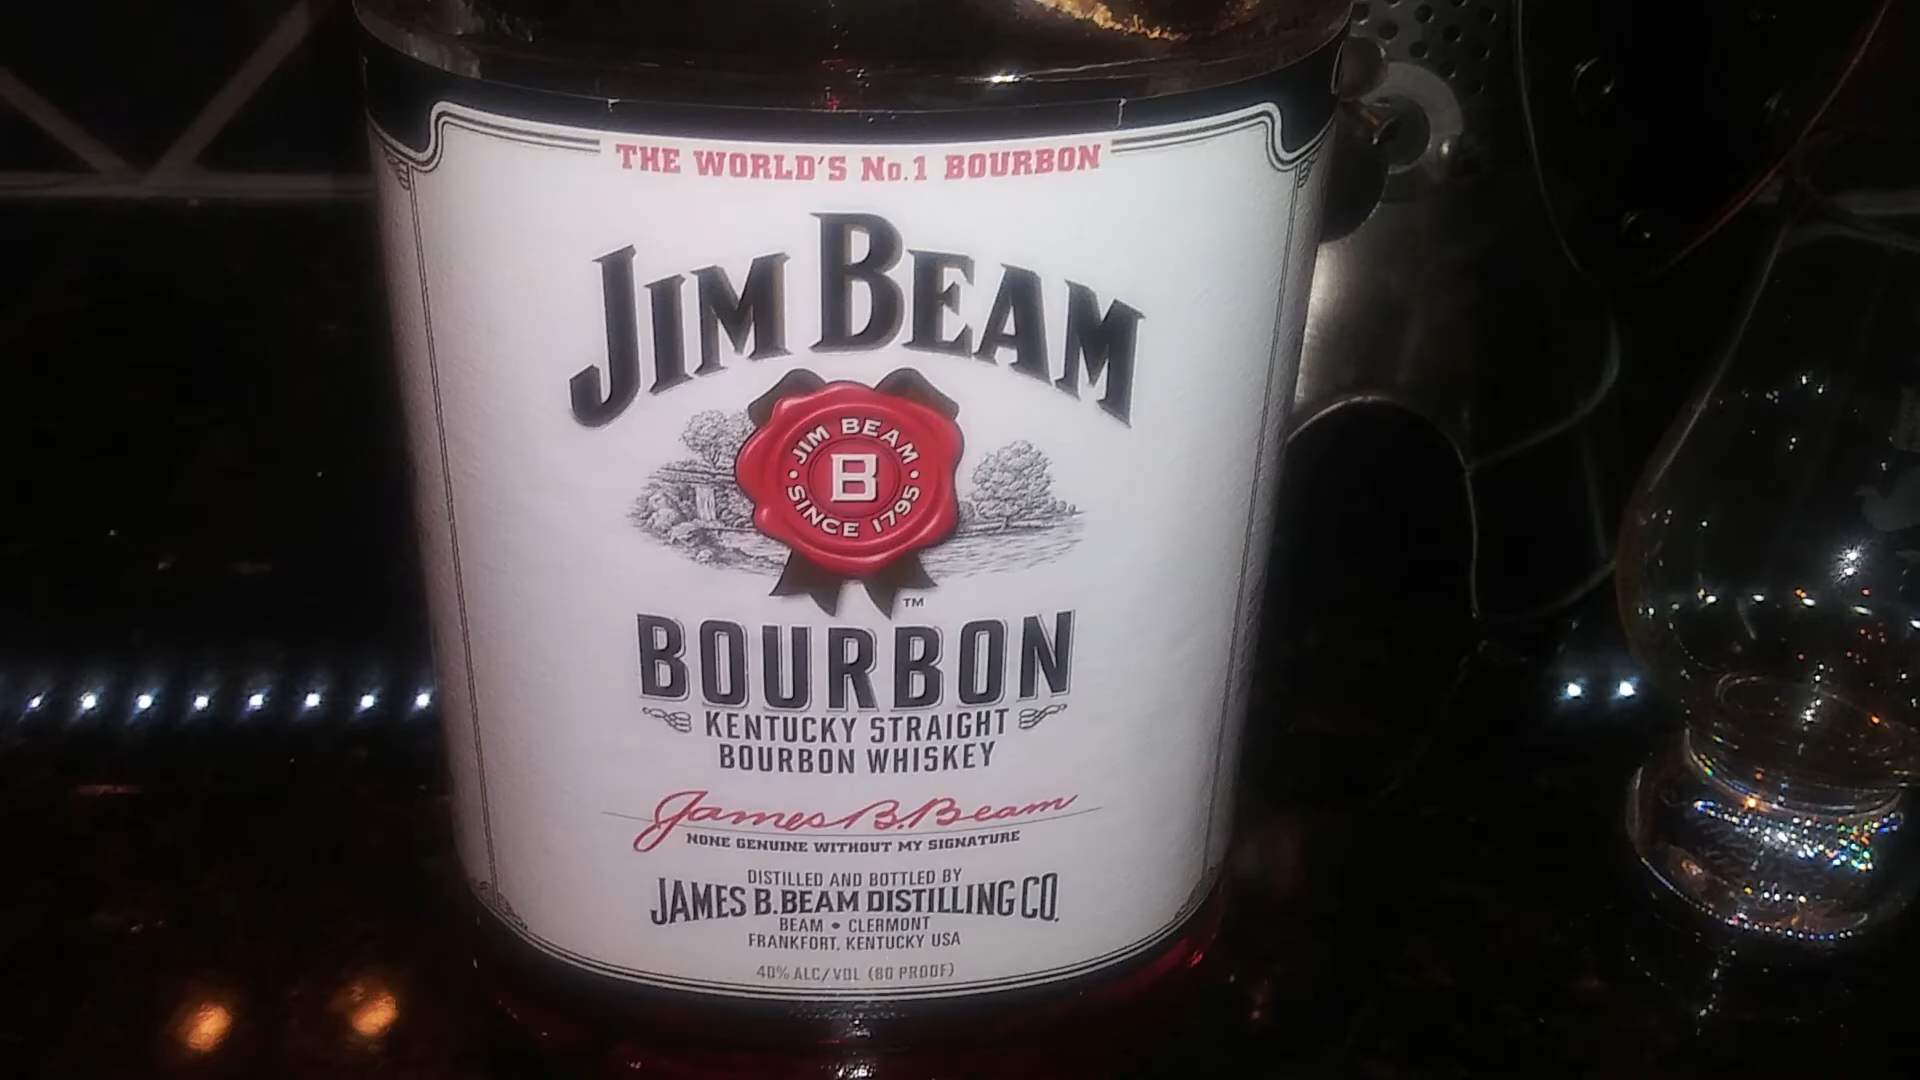 THE WORLD'S No.1 BOURBON
JIM BEAM
JIM BEAM
B
SINCE 1795
TM
BOURBON
KENTUCKY STRAIGHT
BOURBON WHISKEY
James B. Beam
NONE GENUINE WITHOUT MY SIGNATURE
DISTILLED AND BOTTLED BY
JAMES B. BEAM DISTILLING CO.
BEAM • CLERMONT
FRANKFORT, KENTUCKY USA
40% ALC/VOL (80 PROOF)